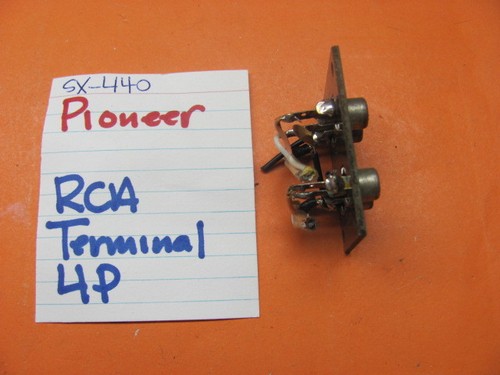 SX-440
Pioneer
RCA
Terminal
4P